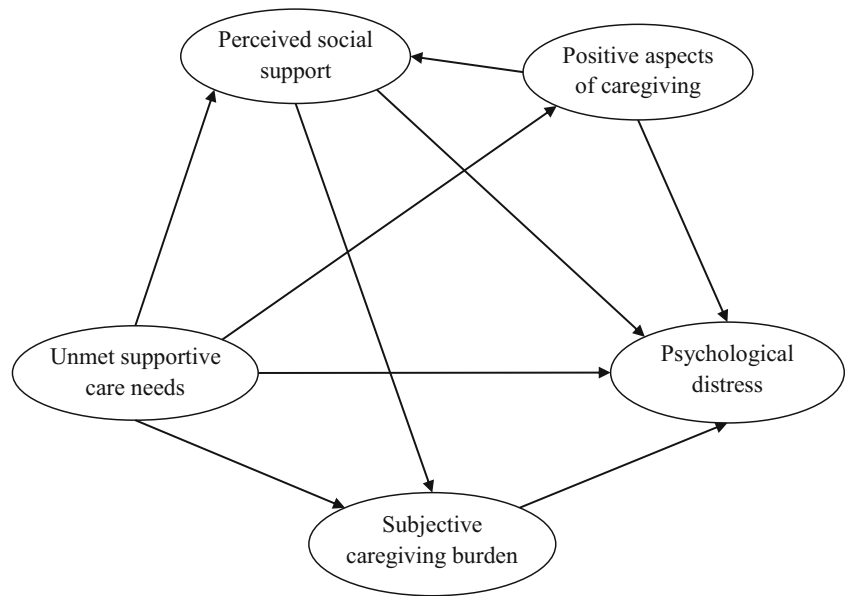 Perceived social
support
Positive aspects
of caregiving
Unmet supportive
care needs
Psychological
distress
Subjective
caregiving burden